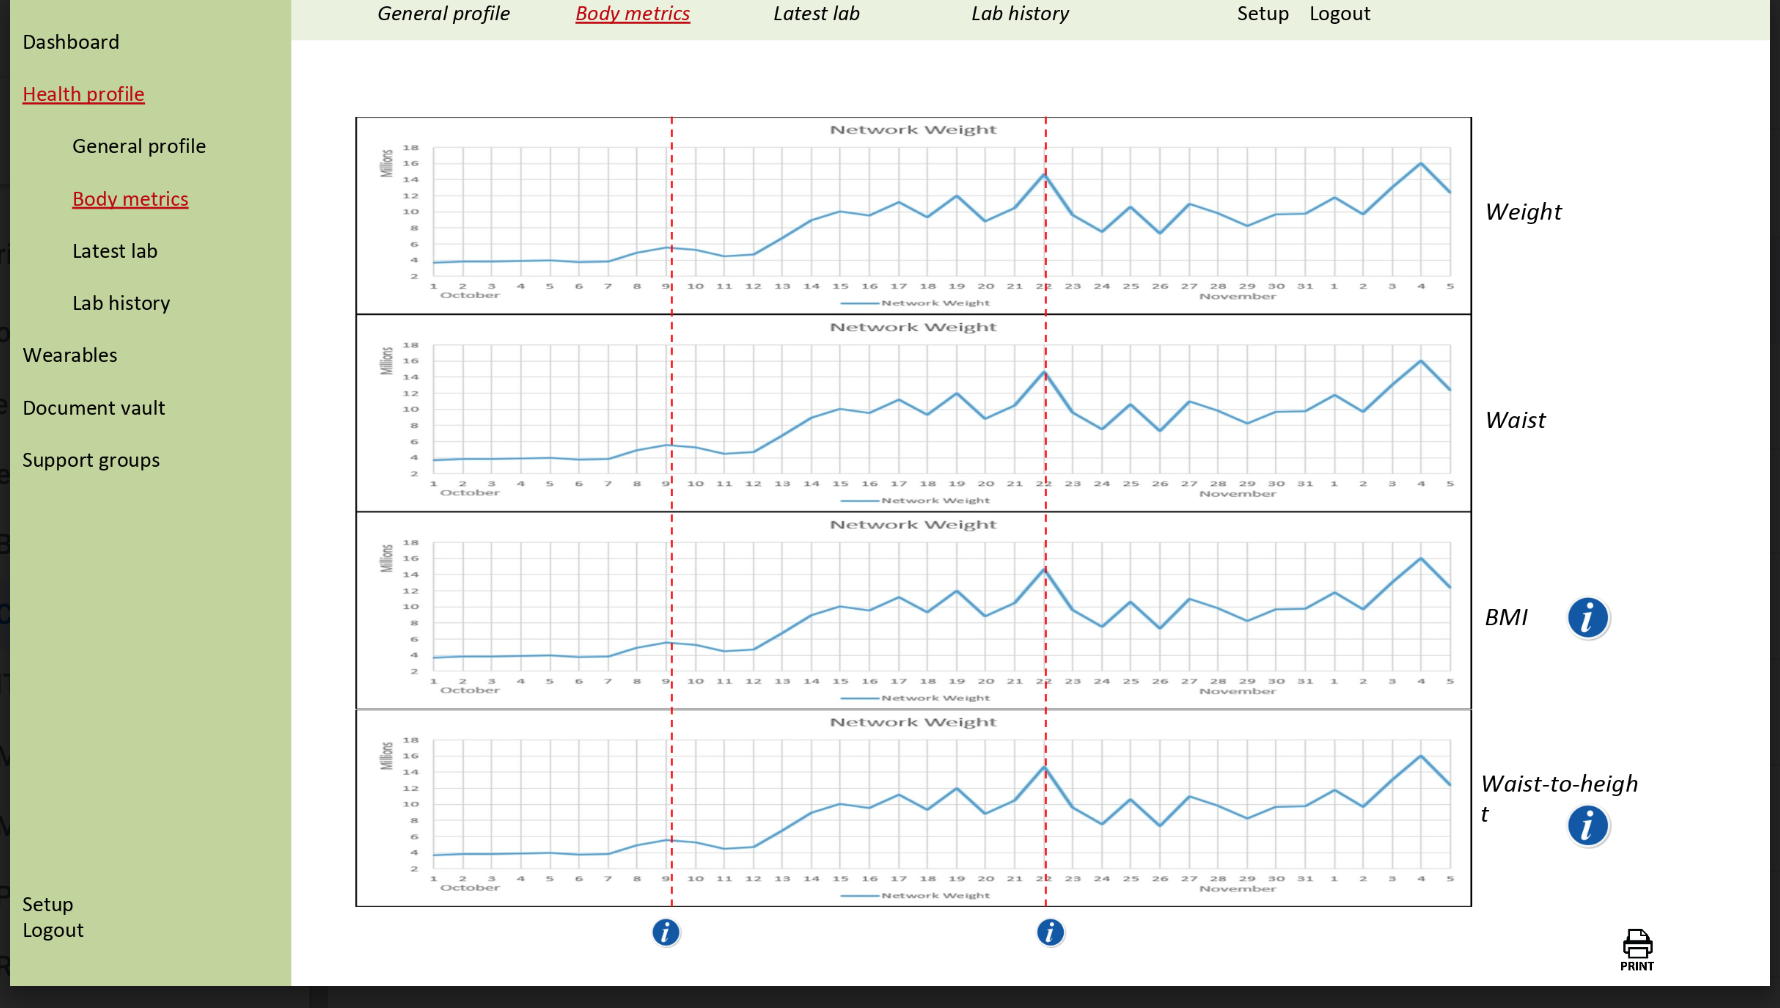 General profile Body metrics Latest lab Lab history Setup Logout
Dashboard
Health profile
General profile
Body metrics
Latest lab
Lab history
Wearables
Document vault
Support groups
Setup
Logout
Network Weight
Millions
18
16
14
12
10
8
6
4
2
1 2 3 4 5 6 7 8 9 10 11 12 13 14 15 16 17 18 19 20 21 22 23 24 25 26 27 28 29 30 31 1 2 3 4 5
October November
Network Weight
Weight
Network Weight
Millions
18
16
14
12
10
8
6
4
2
1 2 3 4 5 6 7 8 9 10 11 12 13 14 15 16 17 18 19 20 21 22 23 24 25 26 27 28 29 30 31 1 2 3 4 5
October November
Network Weight
Waist
Network Weight
Millions
18
16
14
12
10
8
6
4
2
1 2 3 4 5 6 7 8 9 10 11 12 13 14 15 16 17 18 19 20 21 22 23 24 25 26 27 28 29 30 31 1 2 3 4 5
October November
Network Weight
BMI
i
Network Weight
Millions
18
16
14
12
10
8
6
4
2
1 2 3 4 5 6 7 8 9 10 11 12 13 14 15 16 17 18 19 20 21 22 23 24 25 26 27 28 29 30 31 1 2 3 4 5
October November
Network Weight
Waist-to-heigh
t
i
i i
PRINT